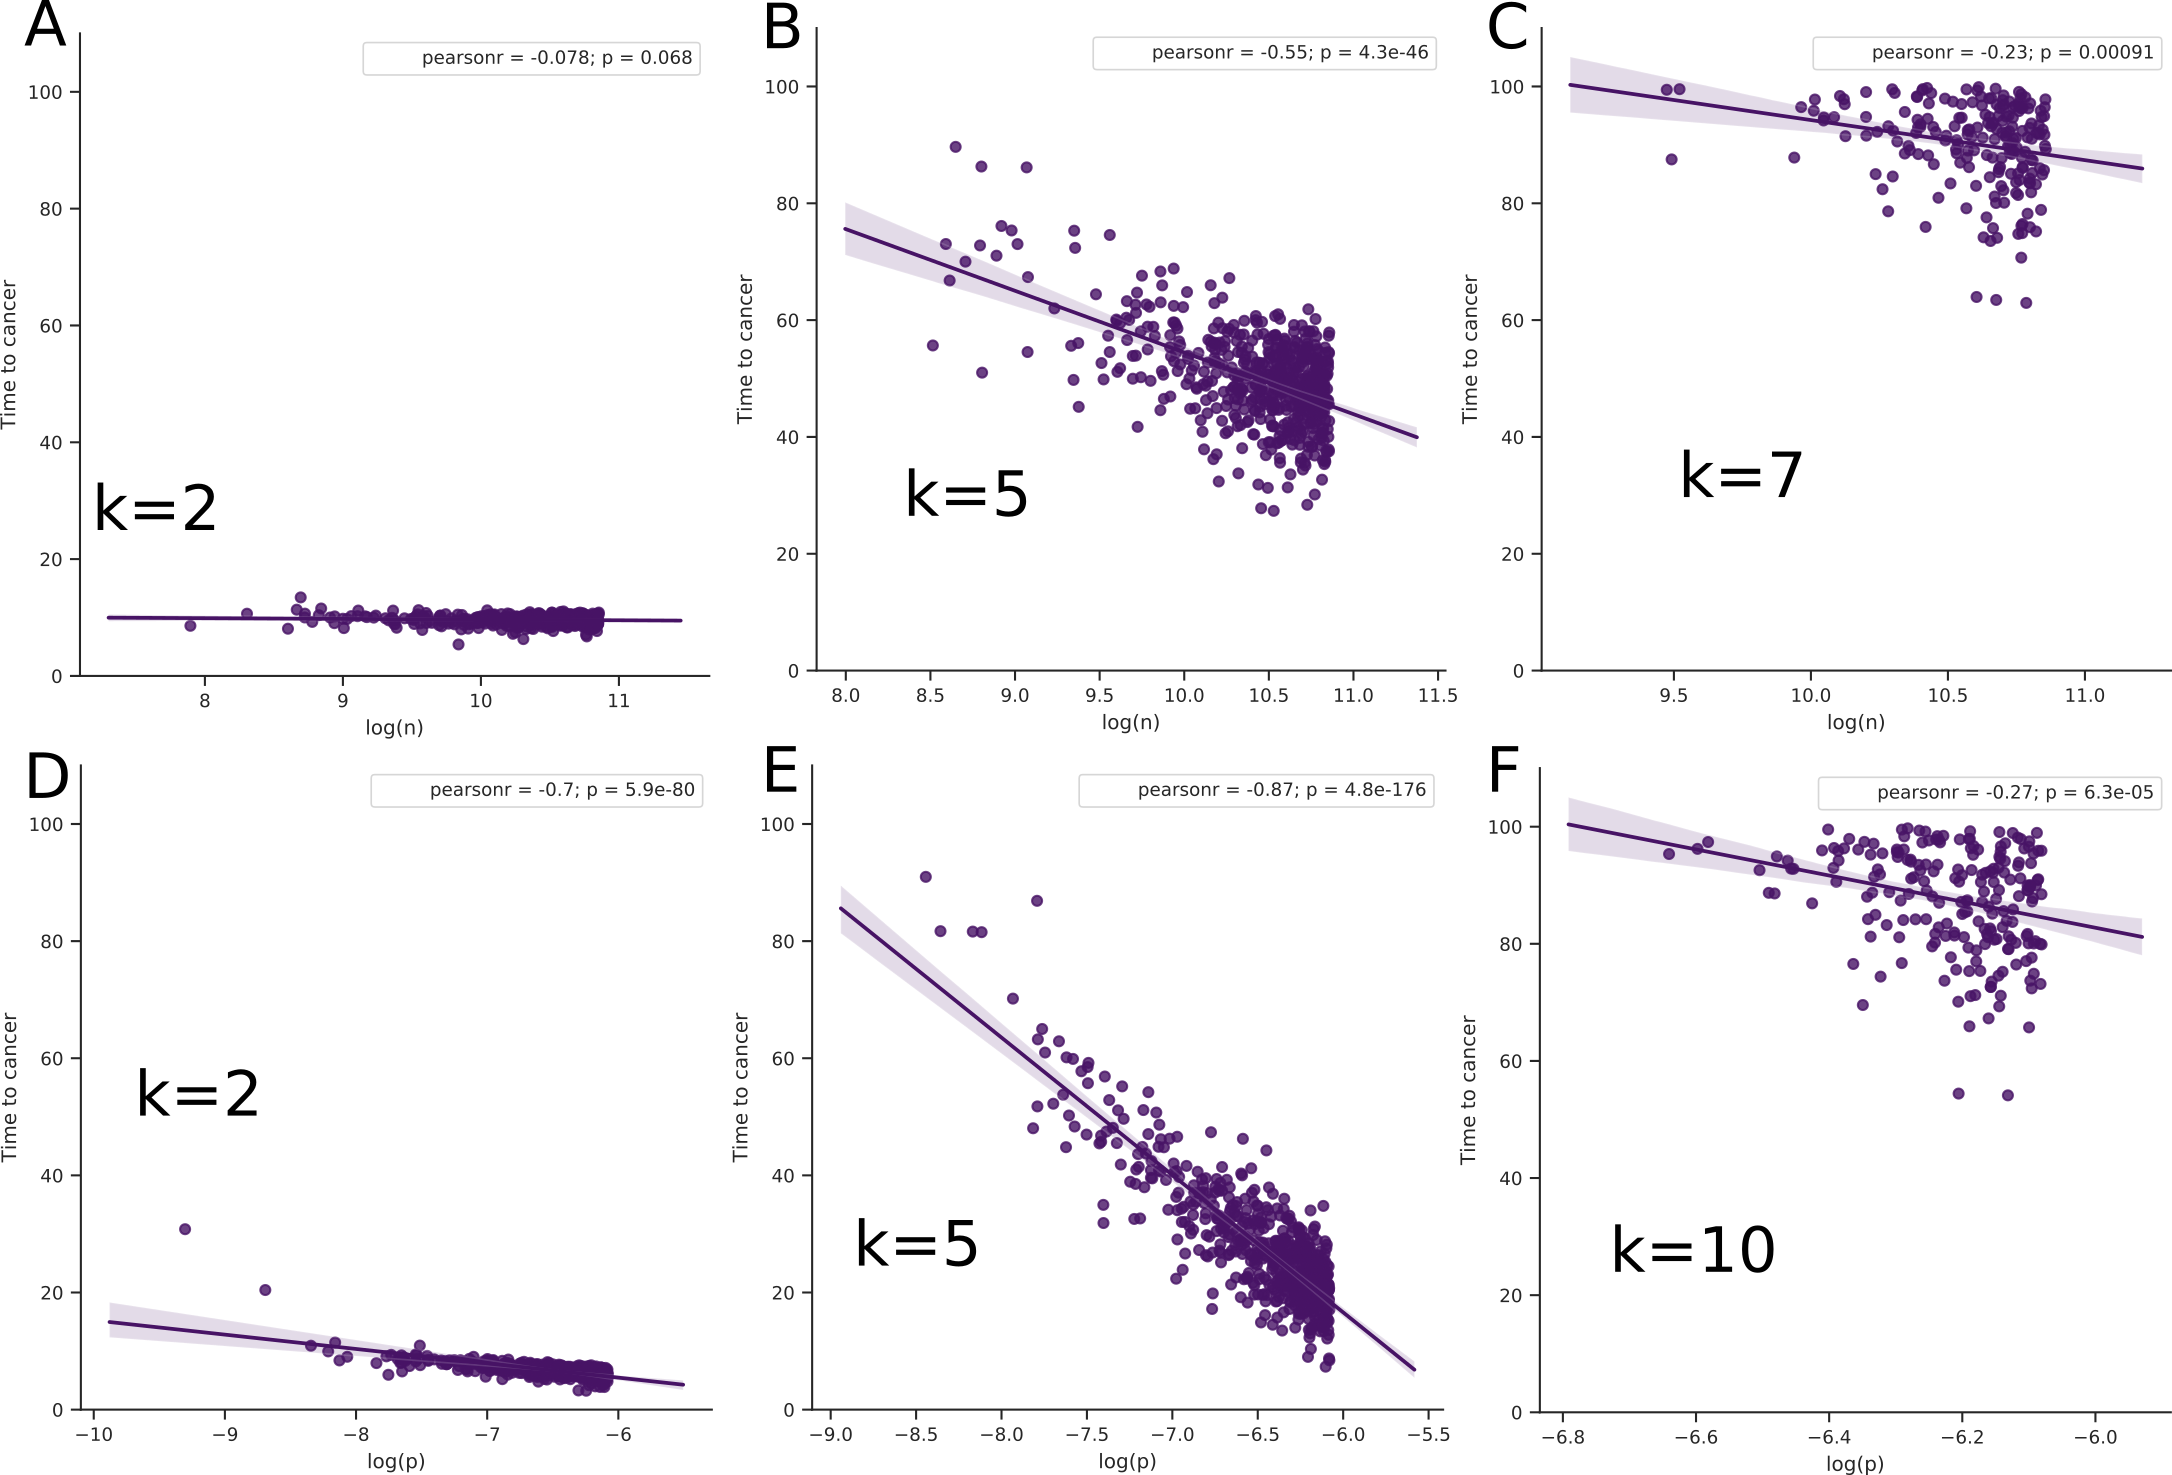 A
pearsonr = -0.078; p = 0.068
100
80
60
40
20
0
Time to cancer
k=2
8 9 10 11
log(n)
B
pearsonr = -0.55; p = 4.3e-46
100
80
60
40
20
0
Time to cancer
k=5
8.0 8.5 9.0 9.5 10.0 10.5 11.0 11.5
log(n)
C
pearsonr = -0.23; p = 0.00091
100
80
60
40
20
0
Time to cancer
k=7
9.5 10.0 10.5 11.0
log(n)
D
pearsonr = -0.7; p = 5.9e-80
100
80
60
40
20
0
Time to cancer
k=2
−10 −9 −8 −7 −6
log(p)
E
pearsonr = -0.87; p = 4.8e-176
100
80
60
40
20
0
Time to cancer
k=5
−9.0 −8.5 −8.0 −7.5 −7.0 −6.5 −6.0 −5.5
log(p)
F
pearsonr = -0.27; p = 6.3e-05
100
80
60
40
20
0
Time to cancer
k=10
−6.8 −6.6 −6.4 −6.2 −6.0
log(p)